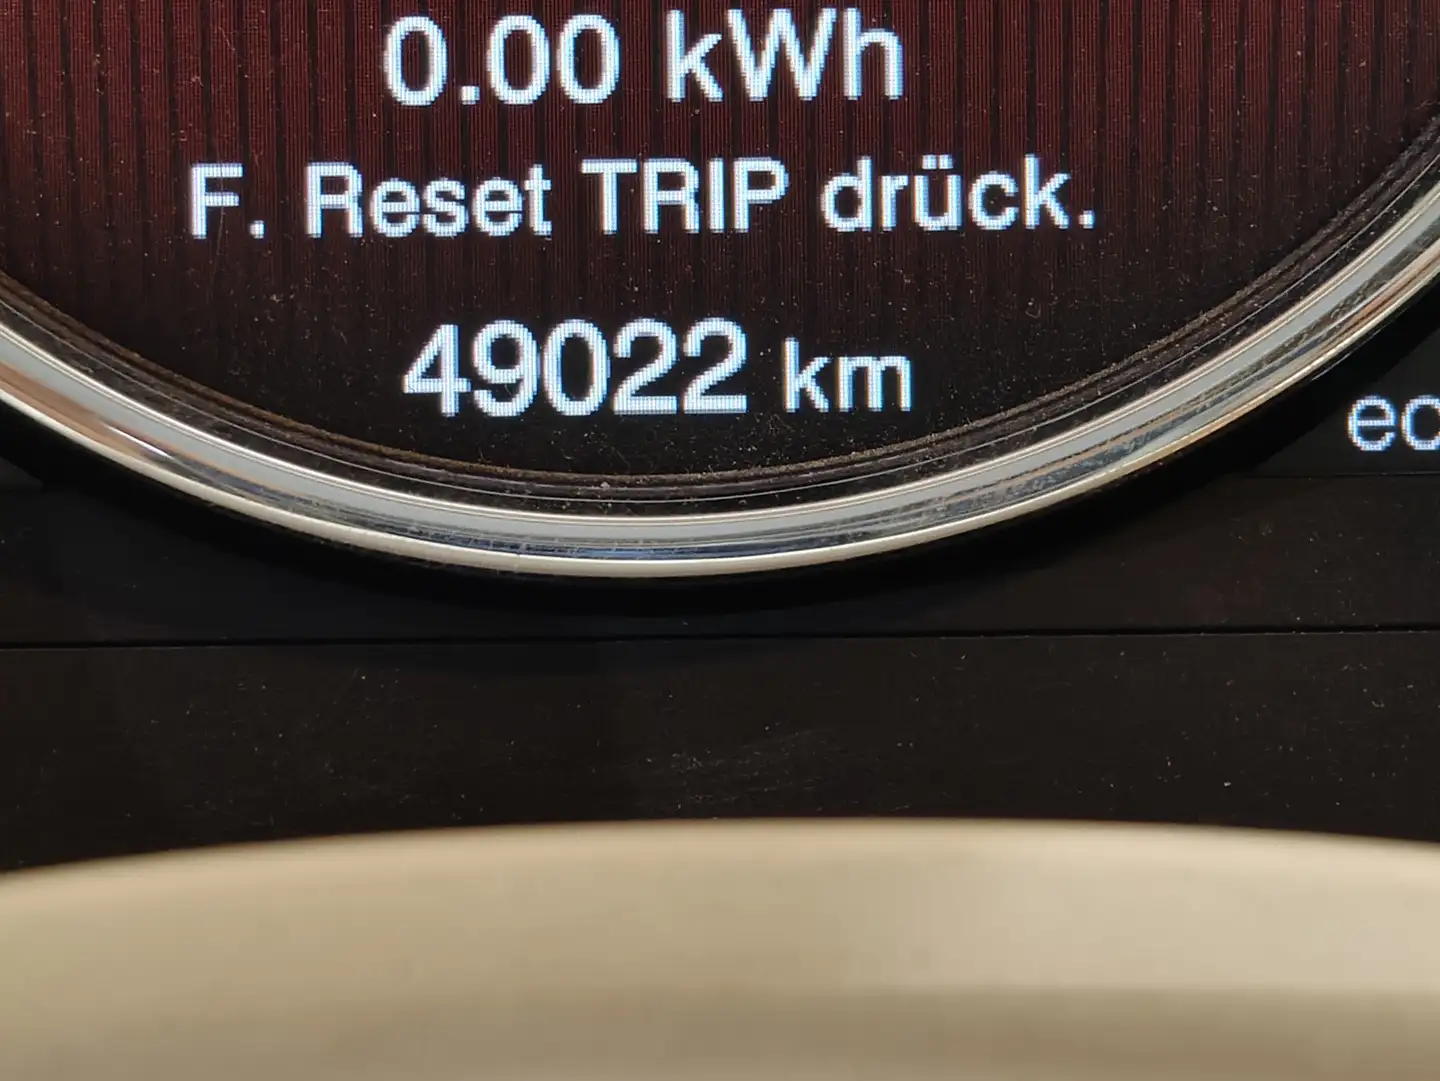 0.00 kWh
F. Reset TRIP drück.
49022 km